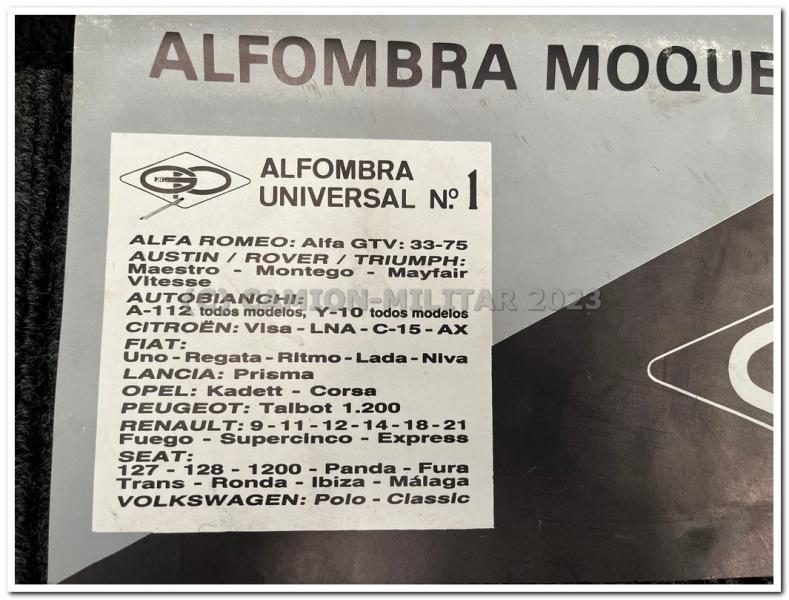 ALFOMBRA MOQUE
ALFOMBRA
UNIVERSAL N.º 1
ALFA ROMEO: Alfa GTV: 33-75
AUSTIN / ROVER / TRIUMPH:
Maestro - Montego - Mayfair
Vitesse
AUTOBIANCHI:
(C) CAMION-MILITAR 2023
A-112 todos modelos, Y-10 todos modelos
CITROËN: Visa - LNA - C-15 - AX
FIAT:
Uno - Regata - Ritmo - Lada - Niva
LANCIA: Prisma
OPEL: Kadett - Corsa
PEUGEOT: Talbot 1.200
RENAULT: 9 - 11 - 12 - 14 - 18 - 21
Fuego - Supercinco - Express
SEAT:
127 - 128 - 1200 - Panda - Fura
Trans - Ronda - Ibiza - Málaga
VOLKSWAGEN: Polo - Classic